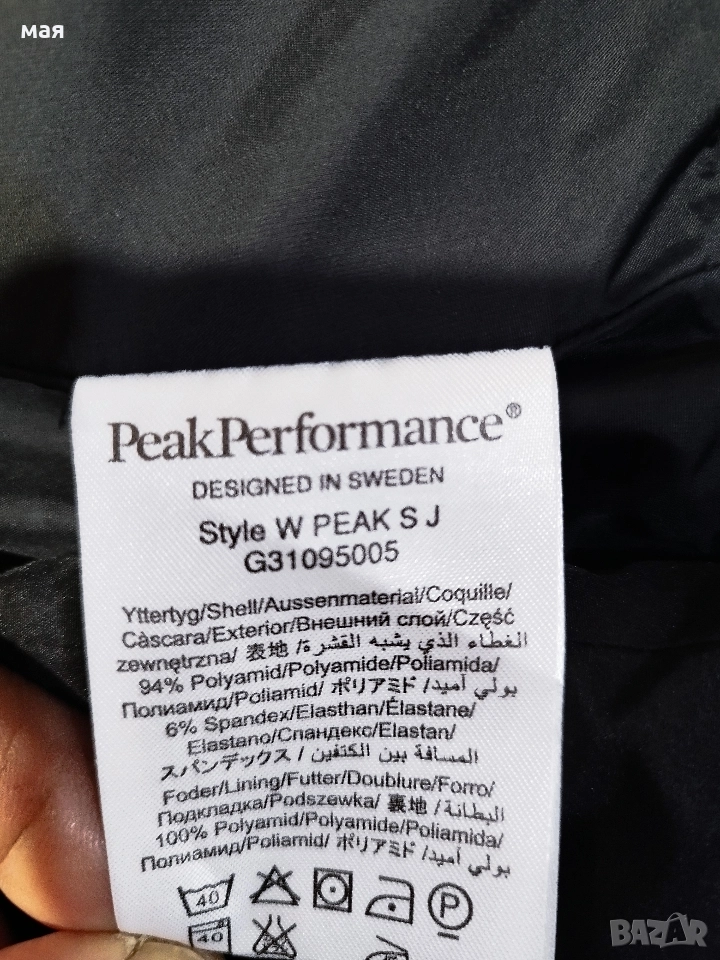 мая
PeakPerformance®
DESIGNED IN SWEDEN
Style W PEAK S J
G31095005
Yttertyg/Shell/Aussenmaterial/Coquille/
Càscara/Exterior/Внешний слой/Część
zewnętrzna/ 表地 /الغطاء الذي يشبه القشرة
94% Polyamid/Polyamide/Poliamida/
Полиамид/Poliamid/ ポリアミド /بولي أميد
6% Spandex/Elasthan/Élastane/
Elastano/Спандекс/Elastan/
スパンデックス / المسافة بين الكتفين
Foder/Lining/Futter/Doublure/Forro/
Подкладка/Podszewka/ 裏地 /البطانة
100% Polyamid/Polyamide/Poliamida/
Полиамид/Poliamid/ ポリアミド /بولي أميد
40 P
40
BAZAR